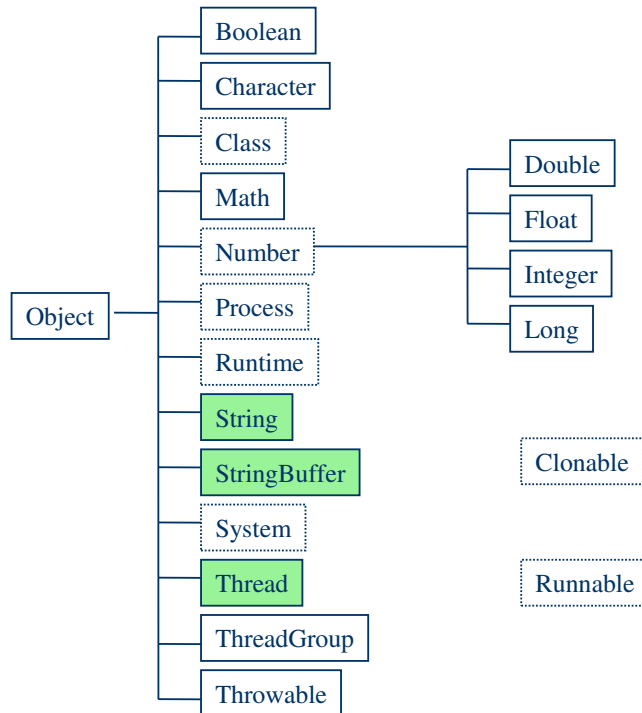 Boolean
Character
Class
Math
Number
Object
Process
Runtime
String
StringBuffer
System
Thread
ThreadGroup
Throwable
Double
Float
Integer
Long
Clonable
Runnable